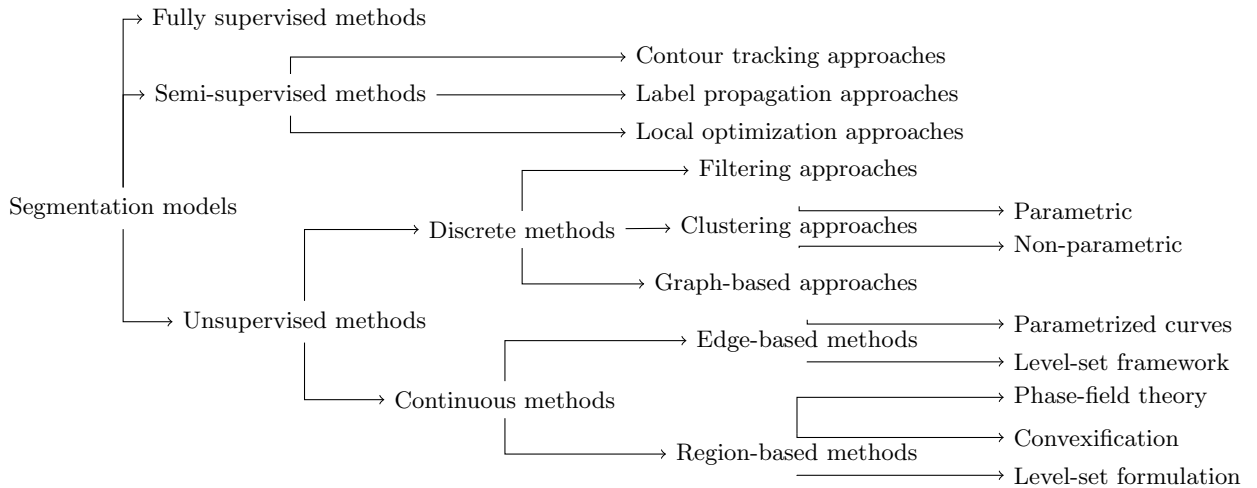 Fully supervised methods
Contour tracking approaches
Semi-supervised methods
Label propagation approaches
Local optimization approaches
Filtering approaches
Segmentation models
Parametric
Discrete methods
Clustering approaches
Non-parametric
Graph-based approaches
Unsupervised methods
Parametrized curves
Edge-based methods
Level-set framework
Continuous methods
Phase-field theory
Convexification
Region-based methods
Level-set formulation